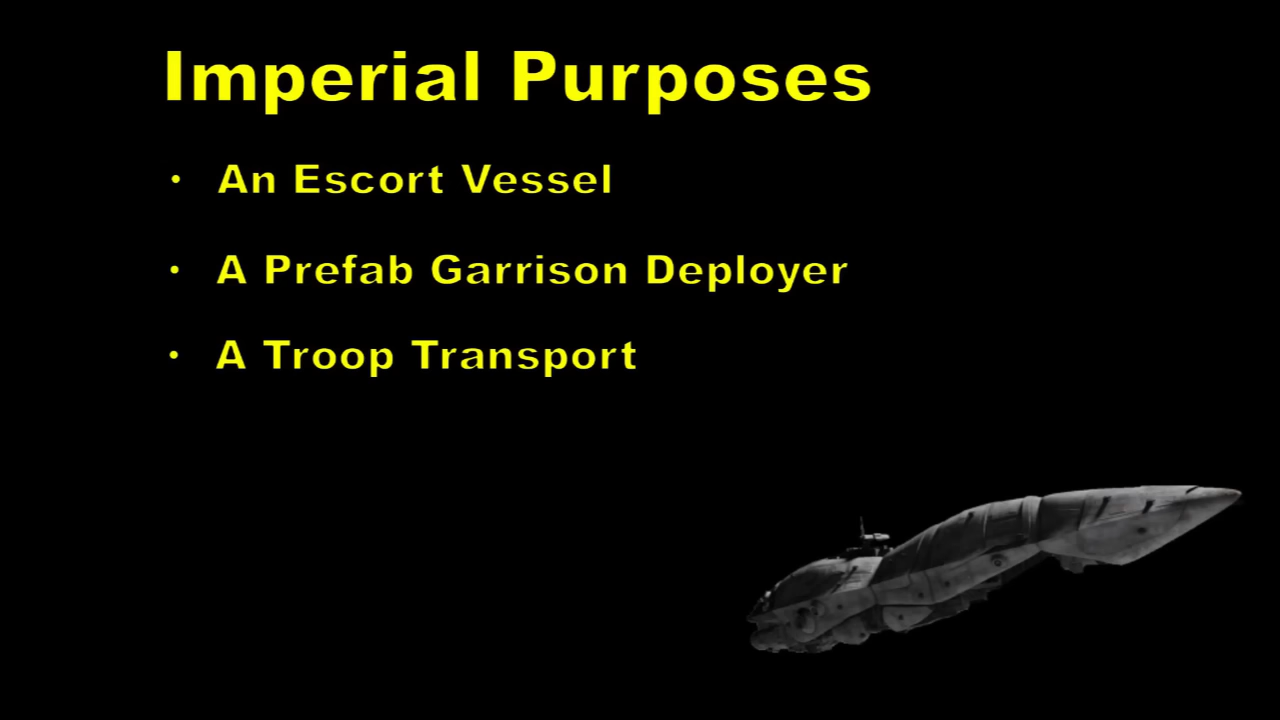 Imperial Purposes
• An Escort Vessel
• A Prefab Garrison Deployer
• A Troop Transport